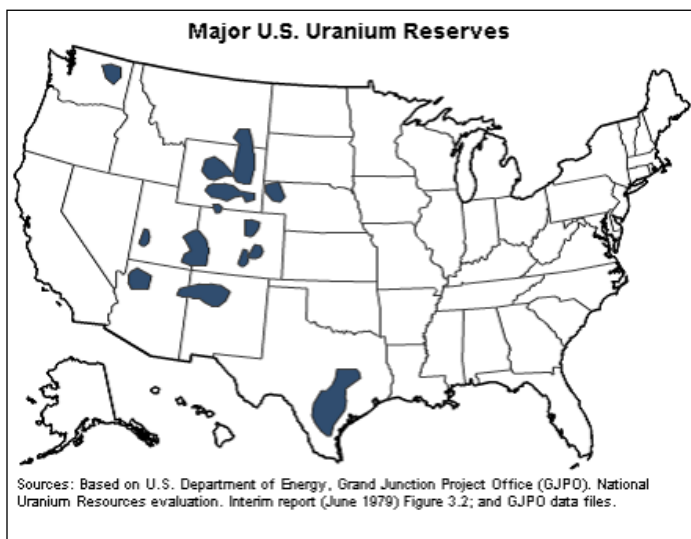 Major U.S. Uranium Reserves
Sources: Based on U.S. Department of Energy, Grand Junction Project Office (GJPO). National
Uranium Resources evaluation. Interim report (June 1979) Figure 3.2; and GJPO data files.